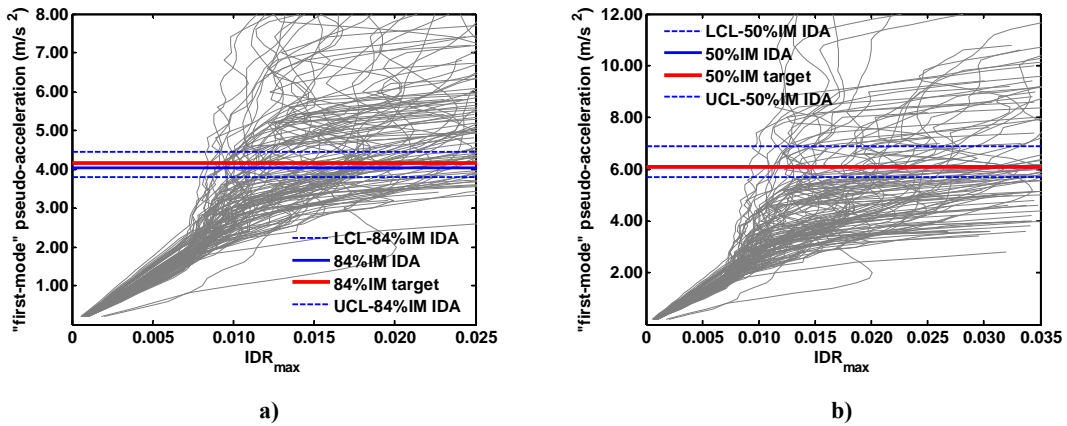 8.00
7.00
6.00
5.00
4.00
3.00
2.00
1.00
"first-mode" pseudo-acceleration (m/s 2)
LCL-84%IM IDA
84%IM IDA
84%IM target
UCL-84%IM IDA
0 0.005 0.010 0.015 0.020 0.025
IDRmax
a)
12.00
10.00
8.00
6.00
4.00
2.00
"first-mode" pseudo-acceleration (m/s 2)
LCL-50%IM IDA
50%IM IDA
50%IM target
UCL-50%IM IDA
0 0.005 0.010 0.015 0.020 0.025 0.030 0.035
IDRmax
b)